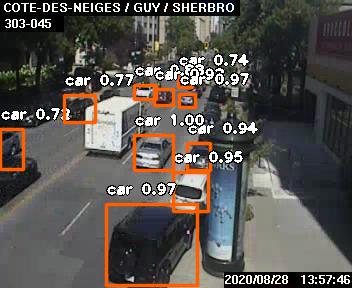 COTE-DES-NEIGES / GUY / SHERBRO
303-045
car 0.74
car 0.77
car 0.97
car 0.73
car 1.00
car 0.94
car 0.95
car 0.97
2020/08/28 13:57:46